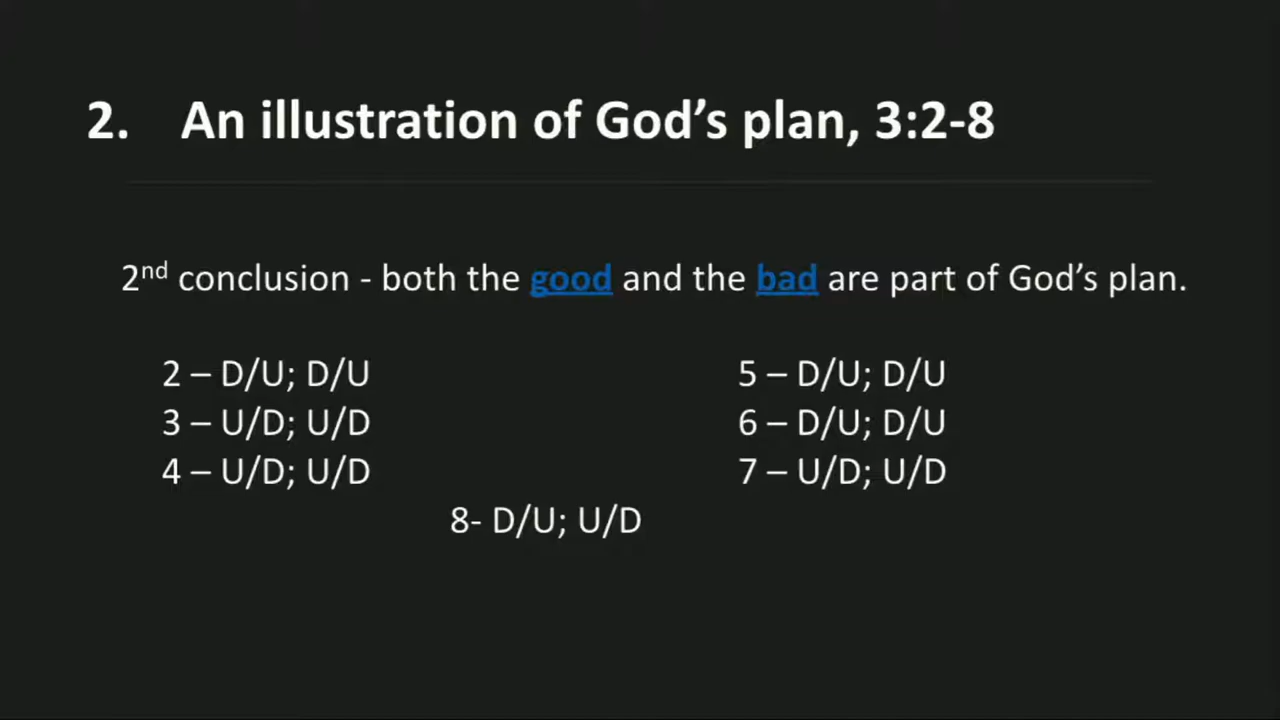 2. An illustration of God’s plan, 3:2-8
2nd conclusion - both the good and the bad are part of God’s plan.
2 – D/U; D/U
3 – U/D; U/D
4 – U/D; U/D
5 – D/U; D/U
6 – D/U; D/U
7 – U/D; U/D
8- D/U; U/D